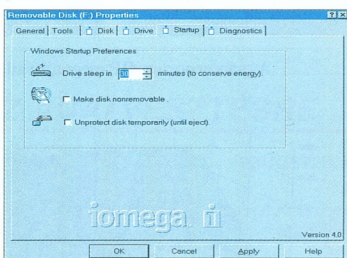 Removable Disk (F:) Properties
General Tools Disk Drive Startup Diagnostics
Windows Startup Preferences
Drive sleep in minutes (to conserve energy).
Make disk nonremovable.
Unprotect disk temporarily (until eject).
iomega
Version 4.0
OK Cancel Apply Help